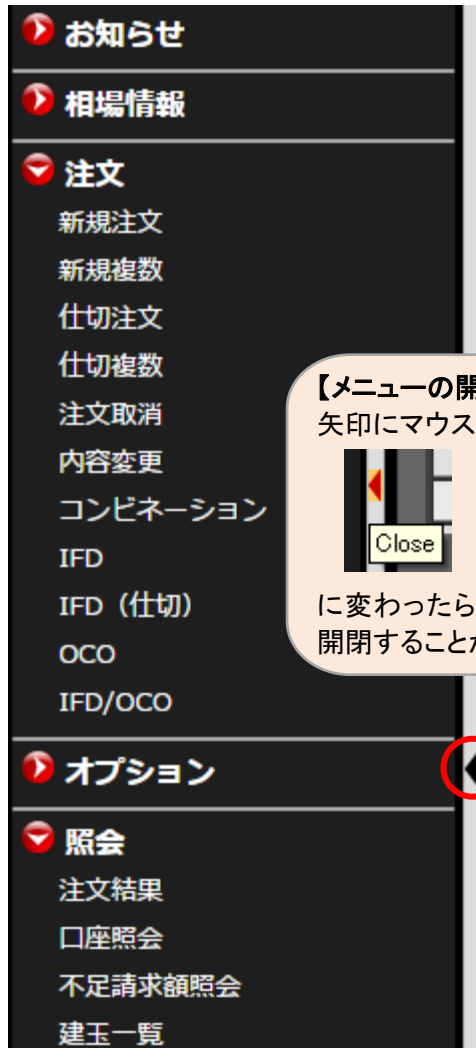 お知らせ
相場情報
注文
新規注文
新規複数
仕切注文
仕切複数
注文取消
内容変更
コンビネーション
IFD
IFD（仕切）
OCO
IFD/OCO
オプション
照会
注文結果
口座照会
不足請求額照会
建玉一覧
【メニューの開
矢印にマウス
Close
に変わったら
開閉すること